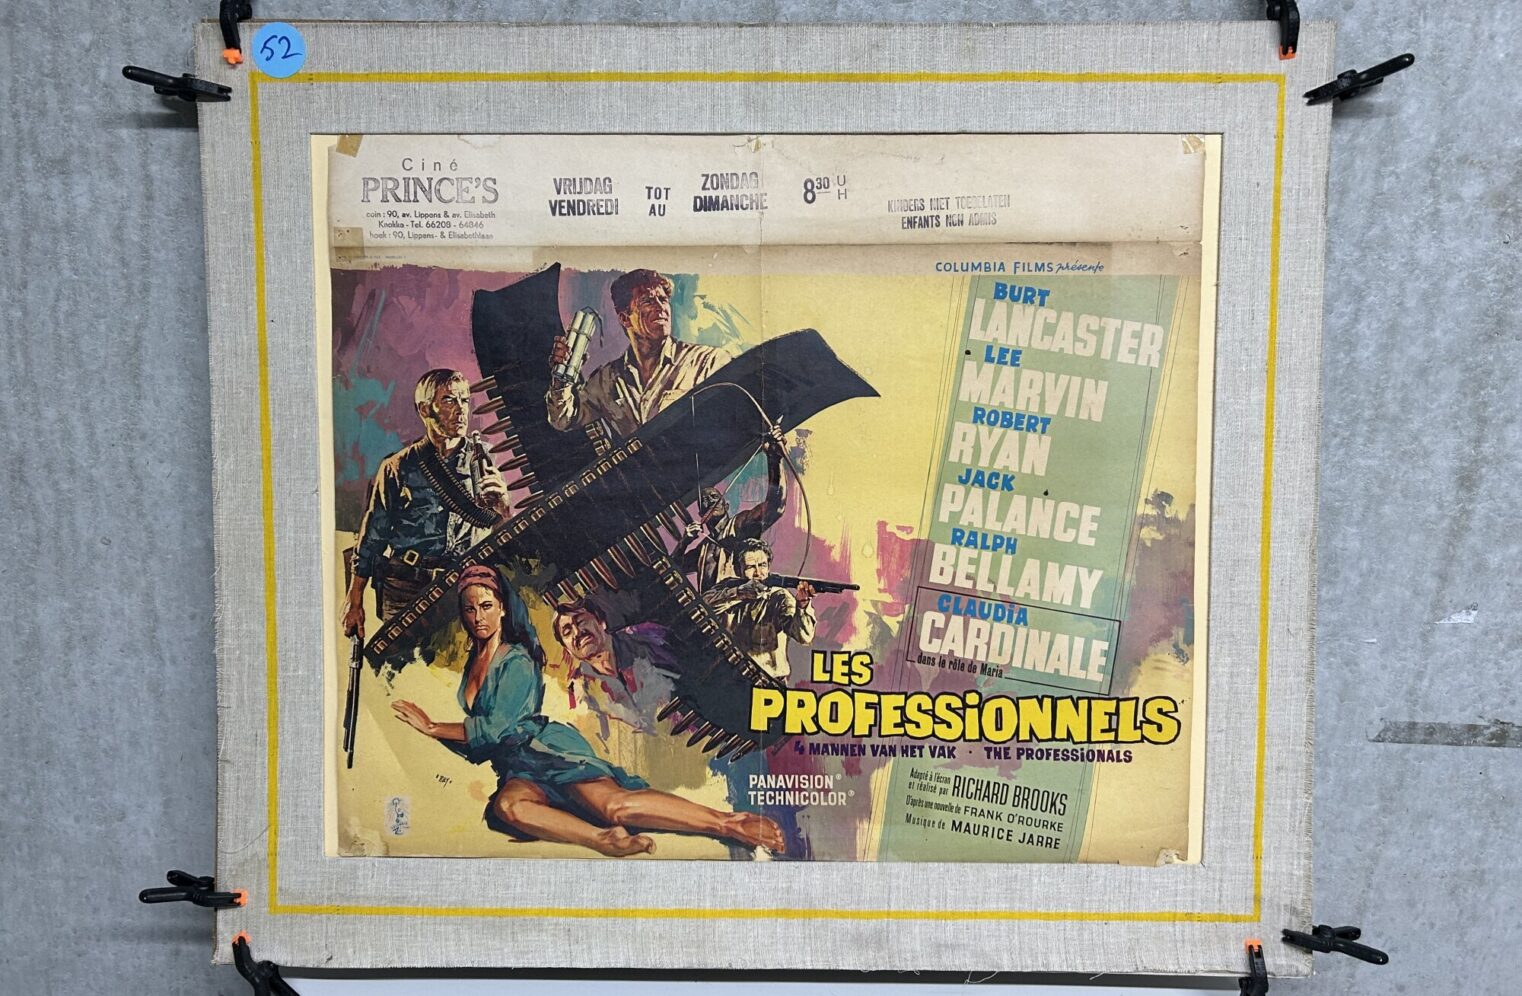 52
Ciné
PRINCE'S
coin : 90, av. Lippens & av. Elisabeth
Knokke - Tel. 66208 - 64846
hoek : 90, Lippens- & Elisabethlaan
VRIJDAG
VENDREDI
TOT
AU
ZONDAG
DIMANCHE
8³⁰ U
H
KINDERS NIET TOEGELATEN
ENFANTS NON ADMIS
COLUMBIA FILMS présente
BURT
LANCASTER
LEE
MARVIN
ROBERT
RYAN
JACK
PALANCE
RALPH
BELLAMY
CLAUDIA
CARDINALE
dans le rôle de Maria
LES
PROFESSIONNELS
4 MANNEN VAN HET VAK · THE PROFESSIONALS
PANAVISION®
TECHNICOLOR®
Adapté à l'écran
et réalisé par RICHARD BROOKS
D'après une nouvelle de FRANK O'ROURKE
Musique de MAURICE JARRE
"RAY"